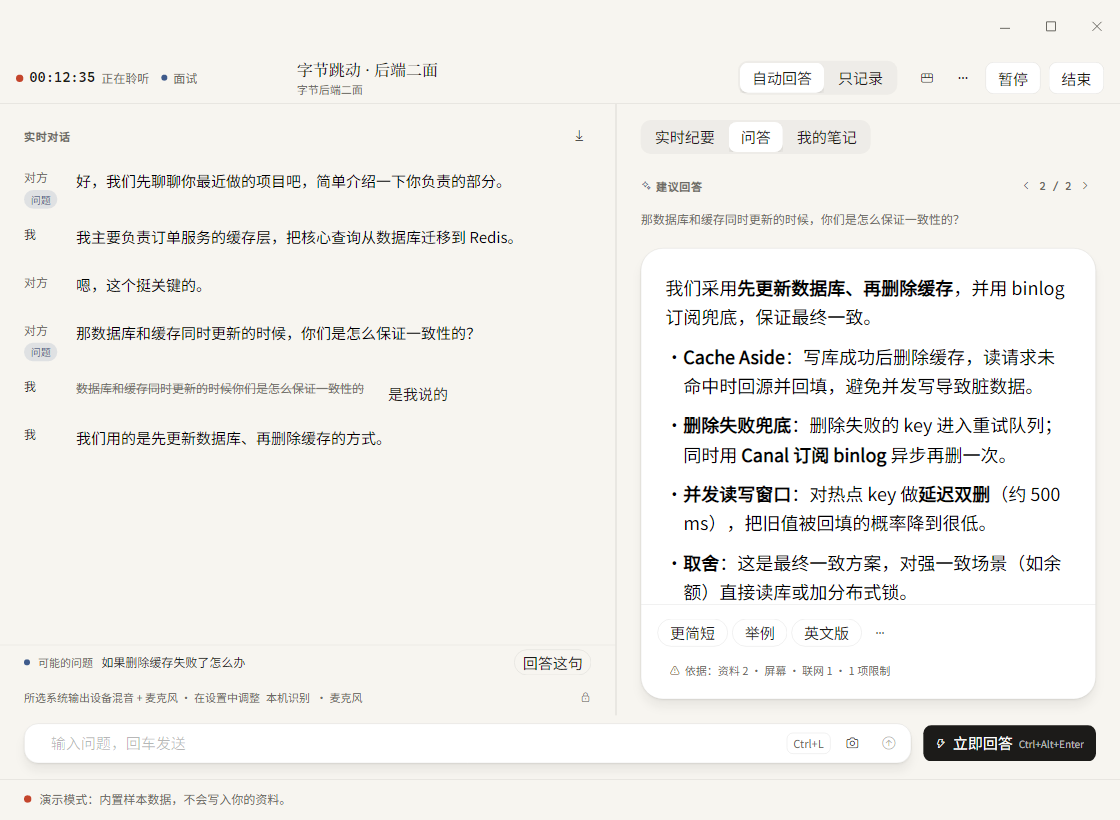 00:12:35 正在聆听 面试
字节跳动 · 后端二面
字节后端二面
自动回答 只记录 ··· 暂停 结束
实时对话
对方 好，我们先聊聊你最近做的项目吧，简单介绍一下你负责的部分。
问题
我 我主要负责订单服务的缓存层，把核心查询从数据库迁移到 Redis。
对方 嗯，这个挺关键的。
对方 那数据库和缓存同时更新的时候，你们是怎么保证一致性的？
问题
我 数据库和缓存同时更新的时候你们是怎么保证一致性的 是我说的
我 我们用的是先更新数据库、再删除缓存的方式。
可能的问题 如果删除缓存失败了怎么办 回答这句
所选系统输出设备混音 + 麦克风 · 在设置中调整 本机识别 · 麦克风
实时纪要 问答 我的笔记
建议回答 2 / 2
那数据库和缓存同时更新的时候，你们是怎么保证一致性的？
我们采用先更新数据库、再删除缓存，并用 binlog
订阅兜底，保证最终一致。
· Cache Aside：写库成功后删除缓存，读请求未
命中时回源并回填，避免并发写导致脏数据。
· 删除失败兜底：删除失败的 key 进入重试队列；
同时用 Canal 订阅 binlog 异步再删一次。
· 并发读写窗口：对热点 key 做延迟双删（约 500
ms），把旧值被回填的概率降到很低。
· 取舍：这是最终一致方案，对强一致场景（如余
额）直接读库或加分布式锁。
更简短 举例 英文版 ···
依据：资料 2 · 屏幕 · 联网 1 · 1 项限制
输入问题，回车发送 Ctrl+L
立即回答 Ctrl+Alt+Enter
演示模式：内置样本数据，不会写入你的资料。